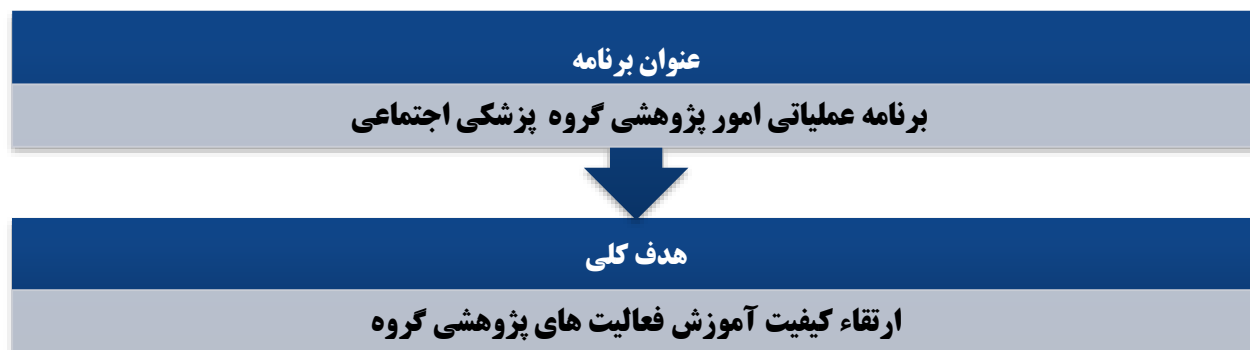 عنوان برنامه
برنامه عملیاتی امور پژوهشی گروه پزشکی اجتماعی
هدف کلی
ارتقاء کیفیت آموزش فعالیت های پژوهشی گروه